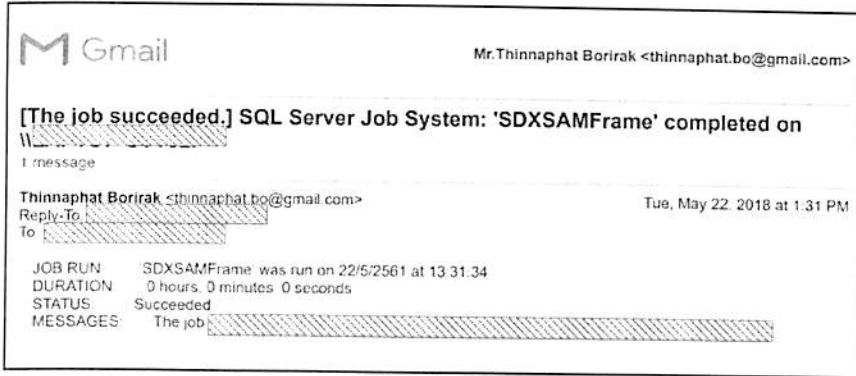 Gmail
Mr.Thinnaphat Borirak <thinnaphat.bo@gmail.com>
[The job succeeded.] SQL Server Job System: 'SDXSAMFrame' completed on
\\
1 message
Thinnaphat Borirak <thinnaphat.bo@gmail.com>
Tue, May 22, 2018 at 1:31 PM
Reply-To
To
JOB RUN 'SDXSAMFrame' was run on 22/5/2561 at 13.31.34
DURATION 0 hours, 0 minutes, 0 seconds
STATUS: Succeeded
MESSAGES: The job